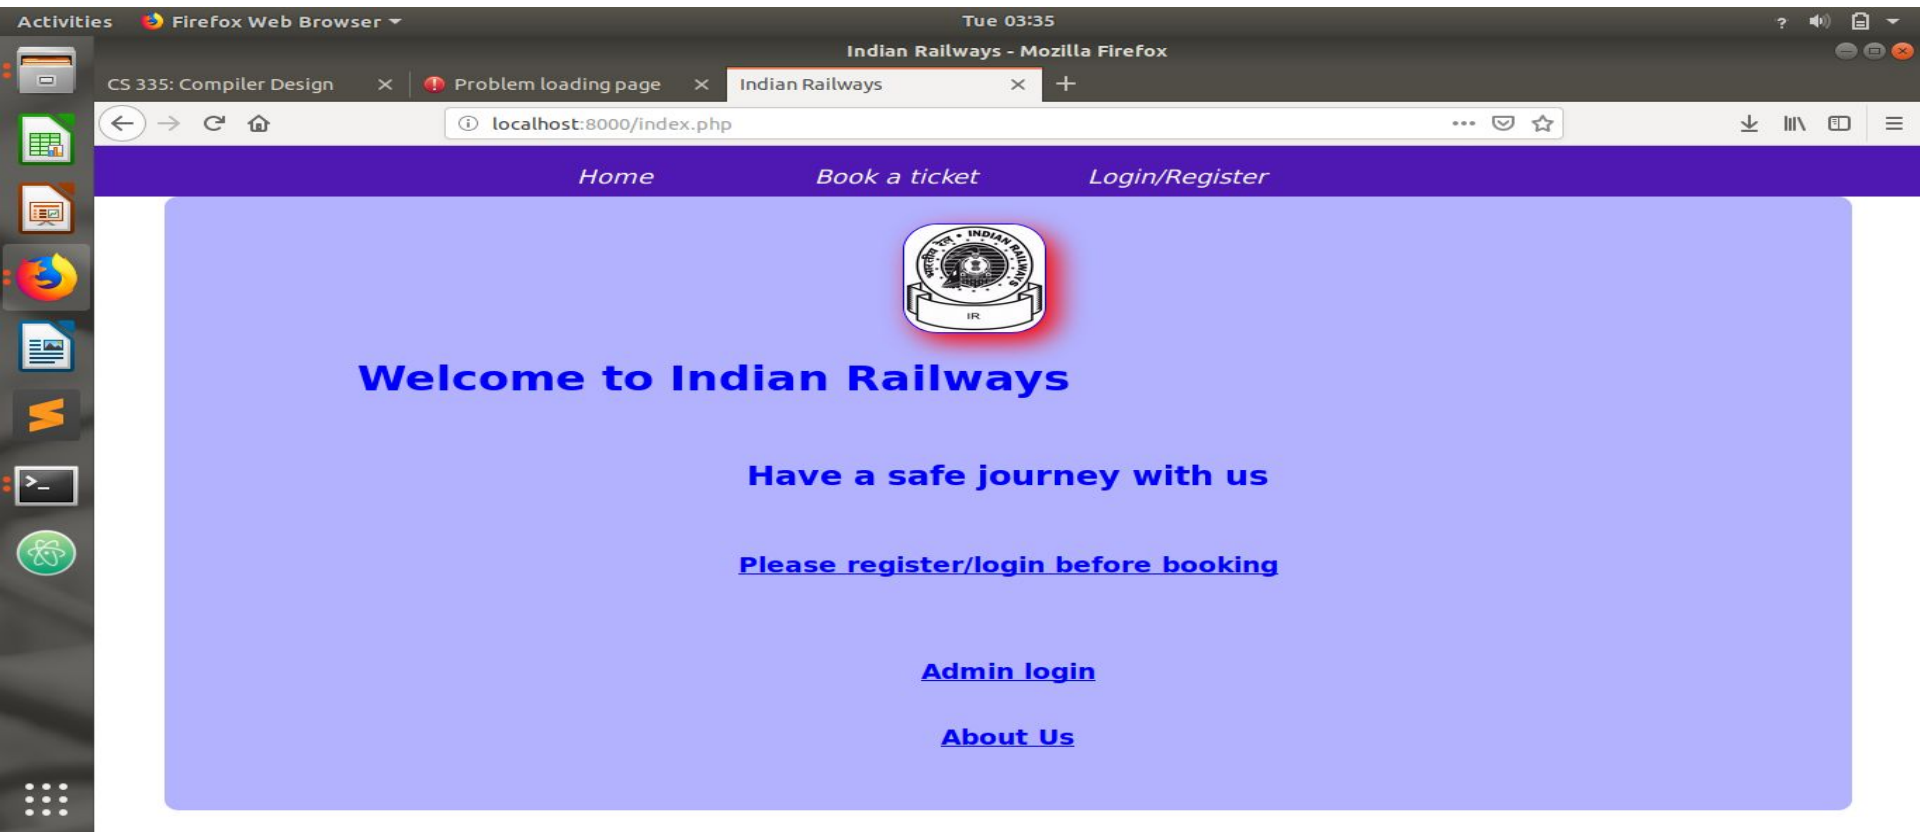 Activities Firefox Web Browser Tue 03:35 ?
Indian Railways - Mozilla Firefox
CS 335: Compiler Design Problem loading page Indian Railways
localhost:8000/index.php
Home Book a ticket Login/Register
भारतीय रेल • INDIAN RAILWAYS
IR
Welcome to Indian Railways
Have a safe journey with us
Please register/login before booking
Admin login
About Us